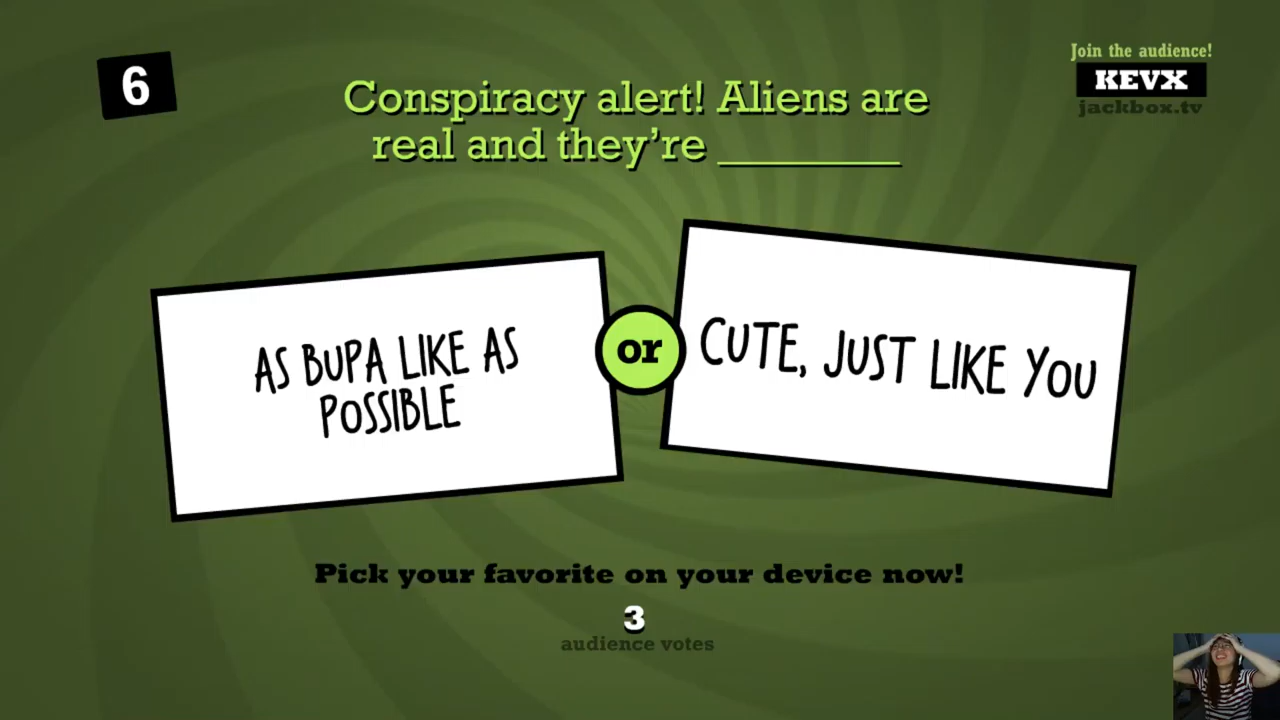 6
Join the audience!
KEVX
jackbox.tv
Conspiracy alert! Aliens are
real and they're ________
AS BUPA LIKE AS
POSSIBLE
or
CUTE, JUST LIKE YOU
Pick your favorite on your device now!
3
audience votes